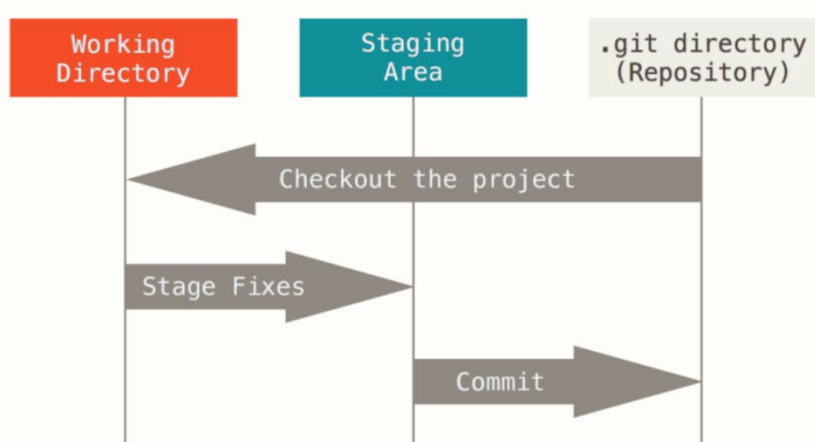 Working
Directory
Staging
Area
.git directory
(Repository)
Checkout the project
Stage Fixes
Commit